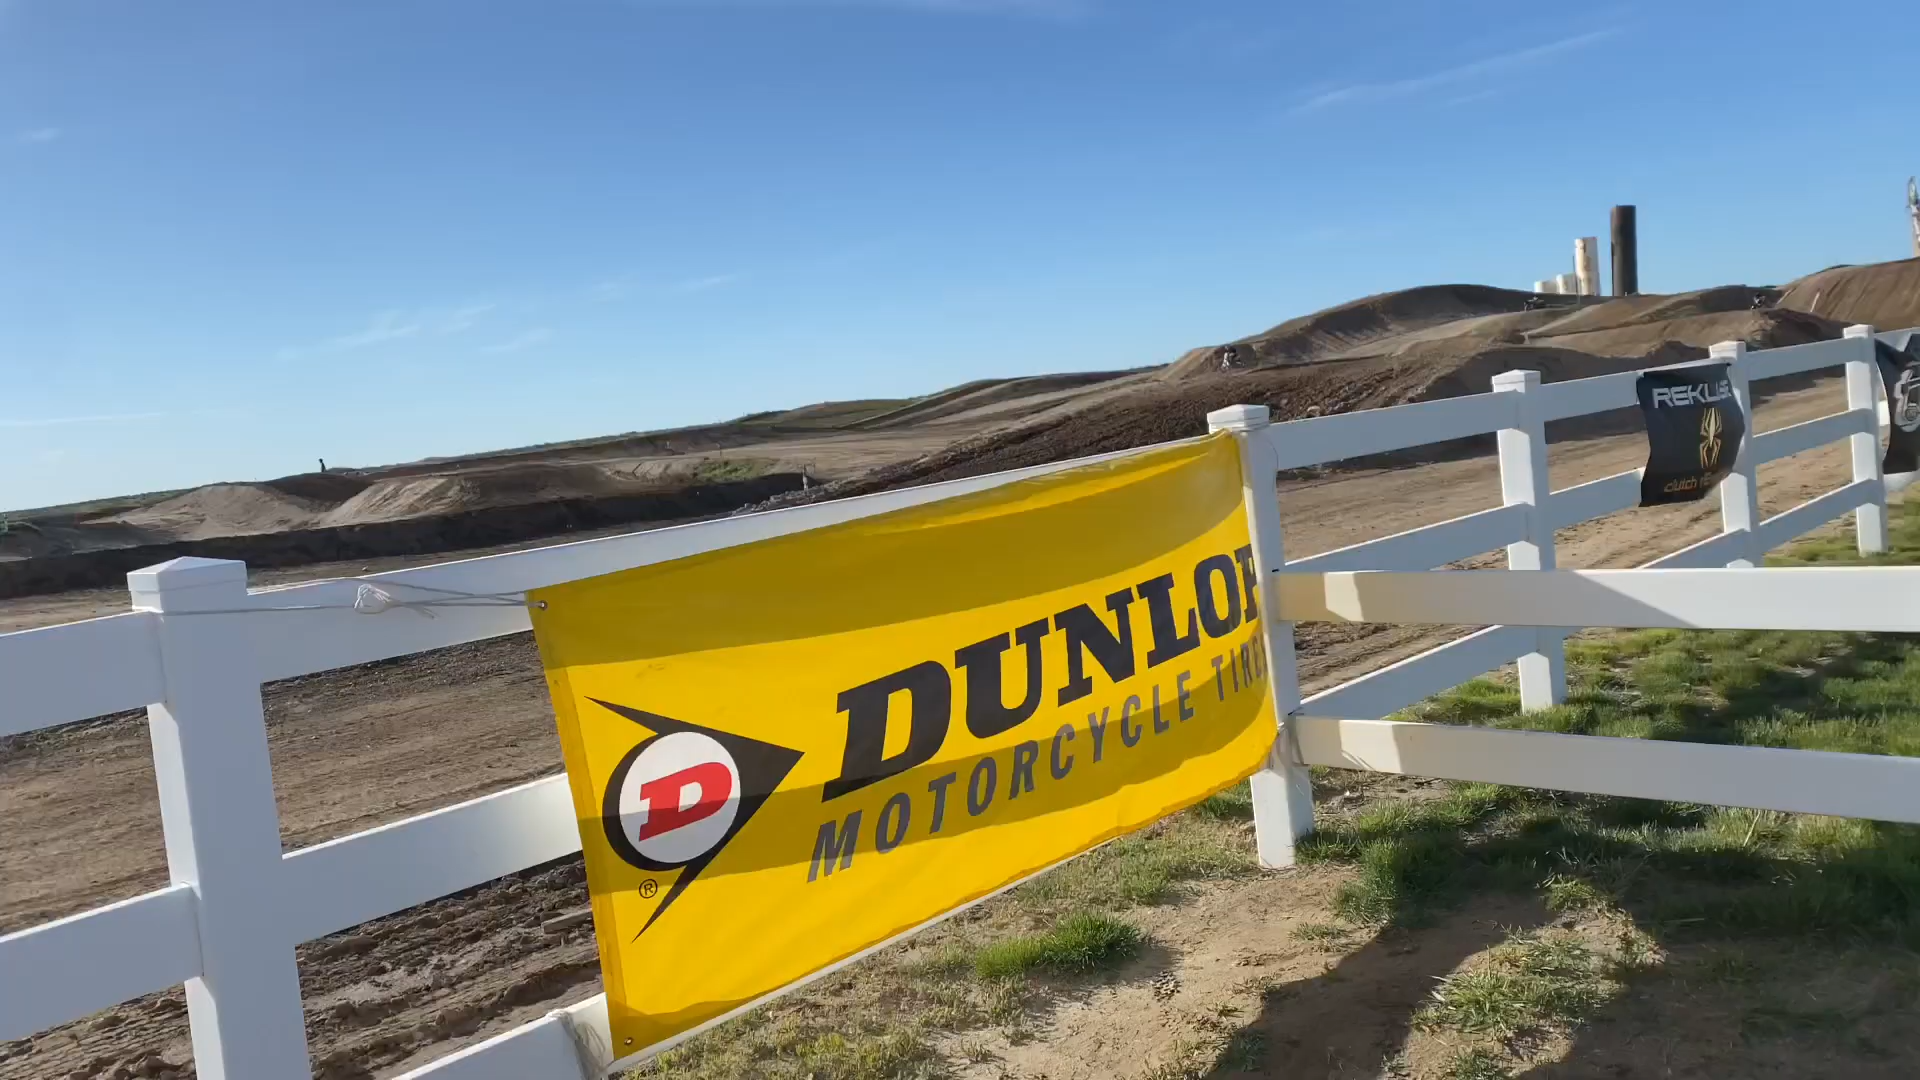 DUNLOP
MOTORCYCLE TIRES
D
®
REKLUSE
clutch